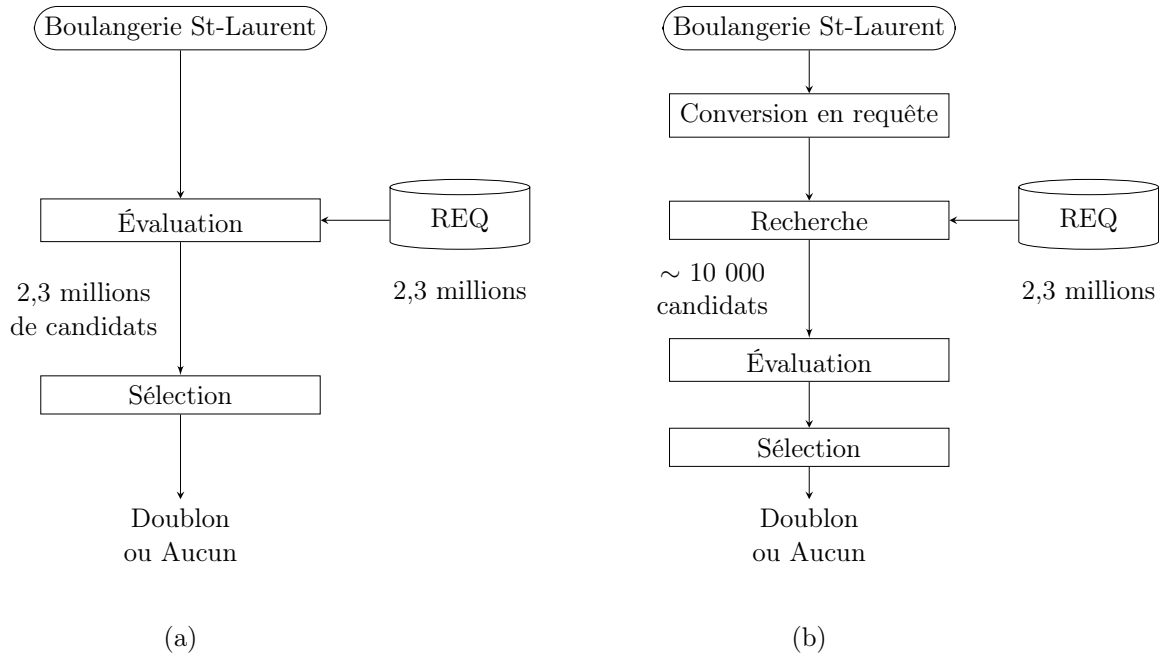 Boulangerie St-Laurent
Évaluation
REQ
2,3 millions
de candidats
2,3 millions
Sélection
Doublon
ou Aucun
(a)
Boulangerie St-Laurent
Conversion en requête
Recherche
REQ
∼ 10 000
candidats
2,3 millions
Évaluation
Sélection
Doublon
ou Aucun
(b)